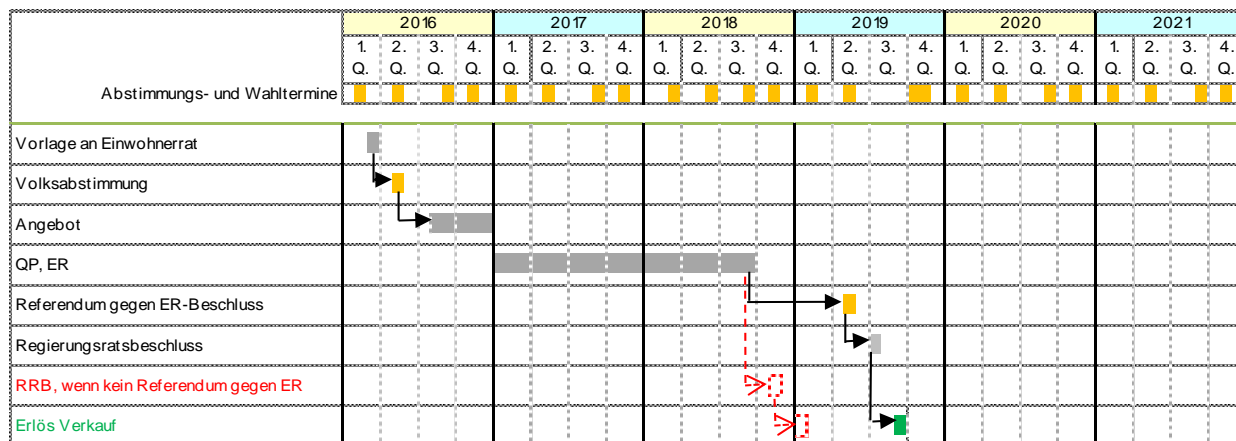 2016 2017 2018 2019 2020 2021
1. 2. 3. 4. 1. 2. 3. 4. 1. 2. 3. 4. 1. 2. 3. 4. 1. 2. 3. 4. 1. 2. 3. 4.
Q. Q. Q. Q. Q. Q. Q. Q. Q. Q. Q. Q. Q. Q. Q. Q. Q. Q. Q. Q. Q. Q. Q. Q.
Abstimmungs- und Wahltermine
Vorlage an Einwohnerrat
Volksabstimmung
Angebot
QP, ER
Referendum gegen ER-Beschluss
Regierungsratsbeschluss
RRB, wenn kein Referendum gegen ER
Erlös Verkauf